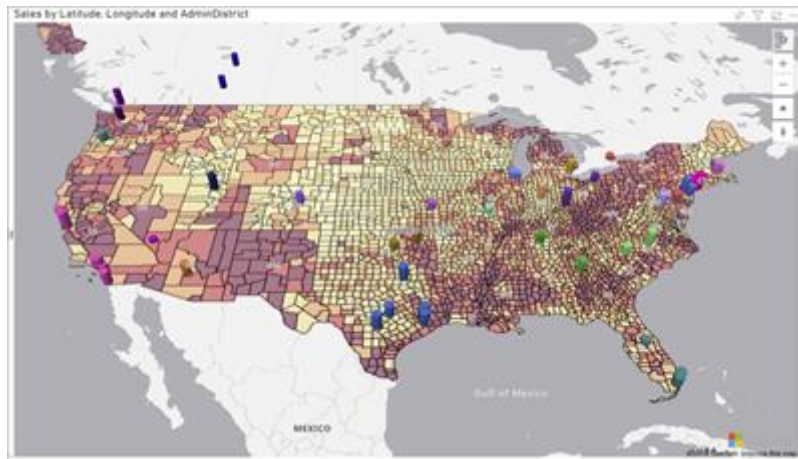 Sales by Latitude, Longitude and AdminDistrict
Gulf of Mexico
MEXICO